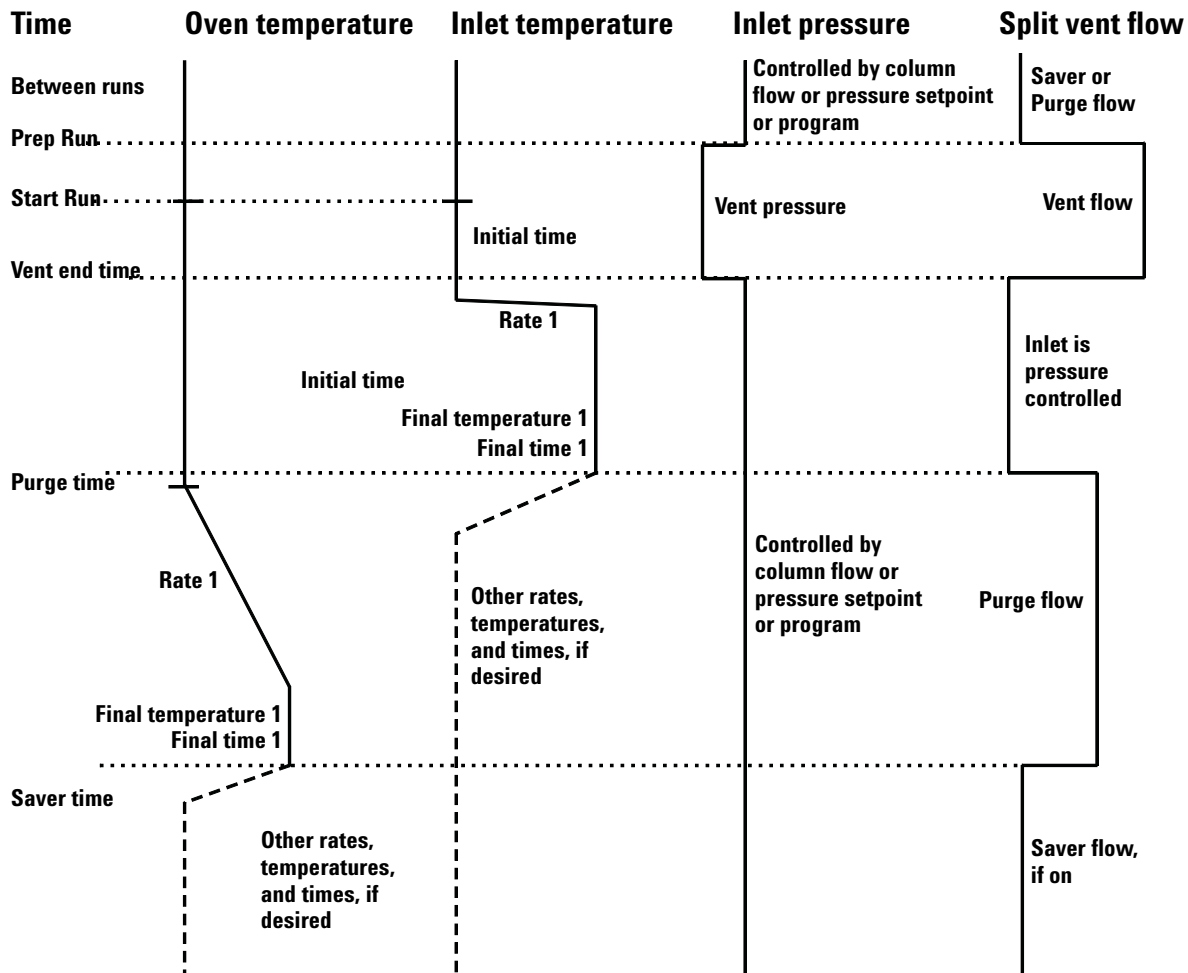 Time
Oven temperature
Inlet temperature
Inlet pressure
Split vent flow
Between runs
Controlled by column
flow or pressure setpoint
or program
Saver or
Purge flow
Prep Run
Start Run
Vent pressure
Vent flow
Initial time
Vent end time
Rate 1
Inlet is
pressure
controlled
Initial time
Final temperature 1
Final time 1
Purge time
Rate 1
Other rates,
temperatures,
and times, if
desired
Controlled by
column flow or
pressure setpoint
or program
Purge flow
Final temperature 1
Final time 1
Saver time
Other rates,
temperatures,
and times, if
desired
Saver flow,
if on